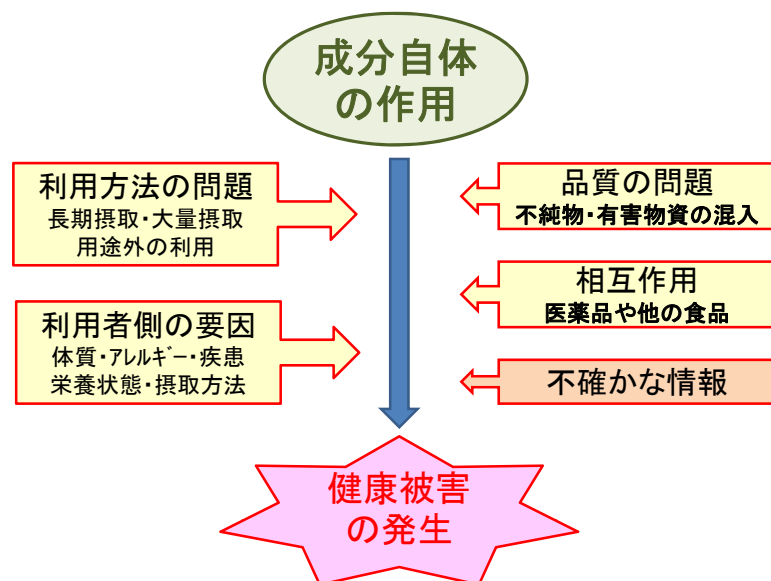 成分自体
の作用
利用方法の問題
長期摂取・大量摂取
用途外の利用
品質の問題
不純物・有害物資の混入
相互作用
医薬品や他の食品
利用者側の要因
体質・アレルギー・疾患
栄養状態・摂取方法
不確かな情報
健康被害
の発生